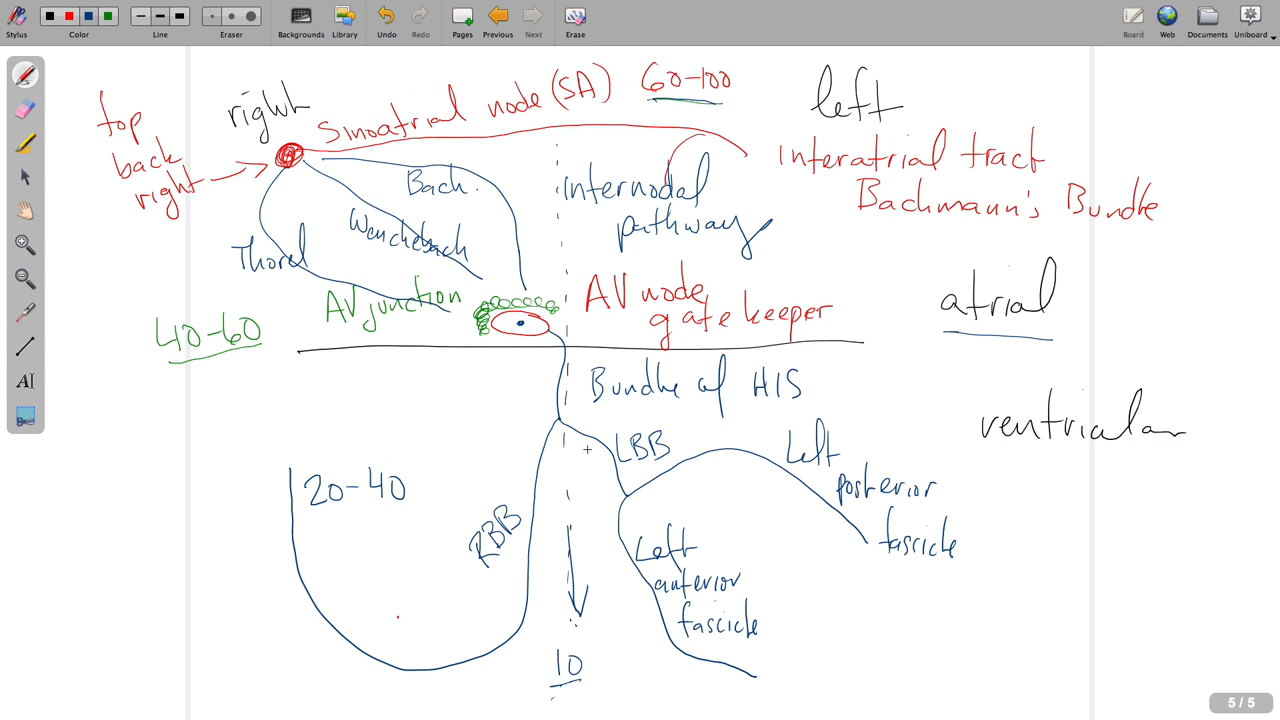 Stylus
Color
Line
Eraser
Backgrounds
Library
Undo
Redo
Pages
Previous
Next
Erase
Board
Web
Documents
Uniboard
top
back
right
right
Sinoatrial node (SA) 60-100
left
Interatrial tract
Bachmann's Bundle
Bach.
Wenckebach
Thorel
Internodal
pathway
AV junction
40-60
AV node
gate keeper
atrial
Bundle of HIS
ventricular
20-40
RBB
LBB
Left
posterior
fascicle
Left
anterior
fascicle
10
5 / 5